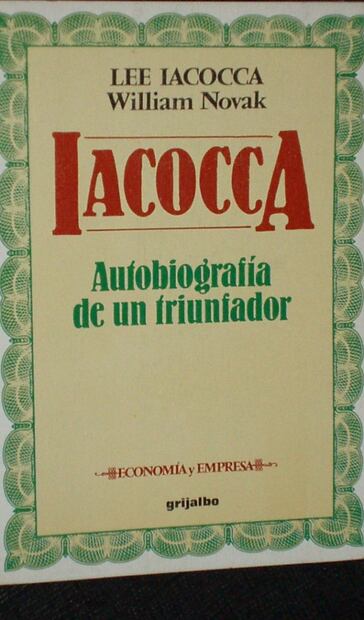 LEE IACOCCA
William Novak
IACOCCA
Autobiografía
de un triunfador
ECONOMÍA y EMPRESA
grijalbo